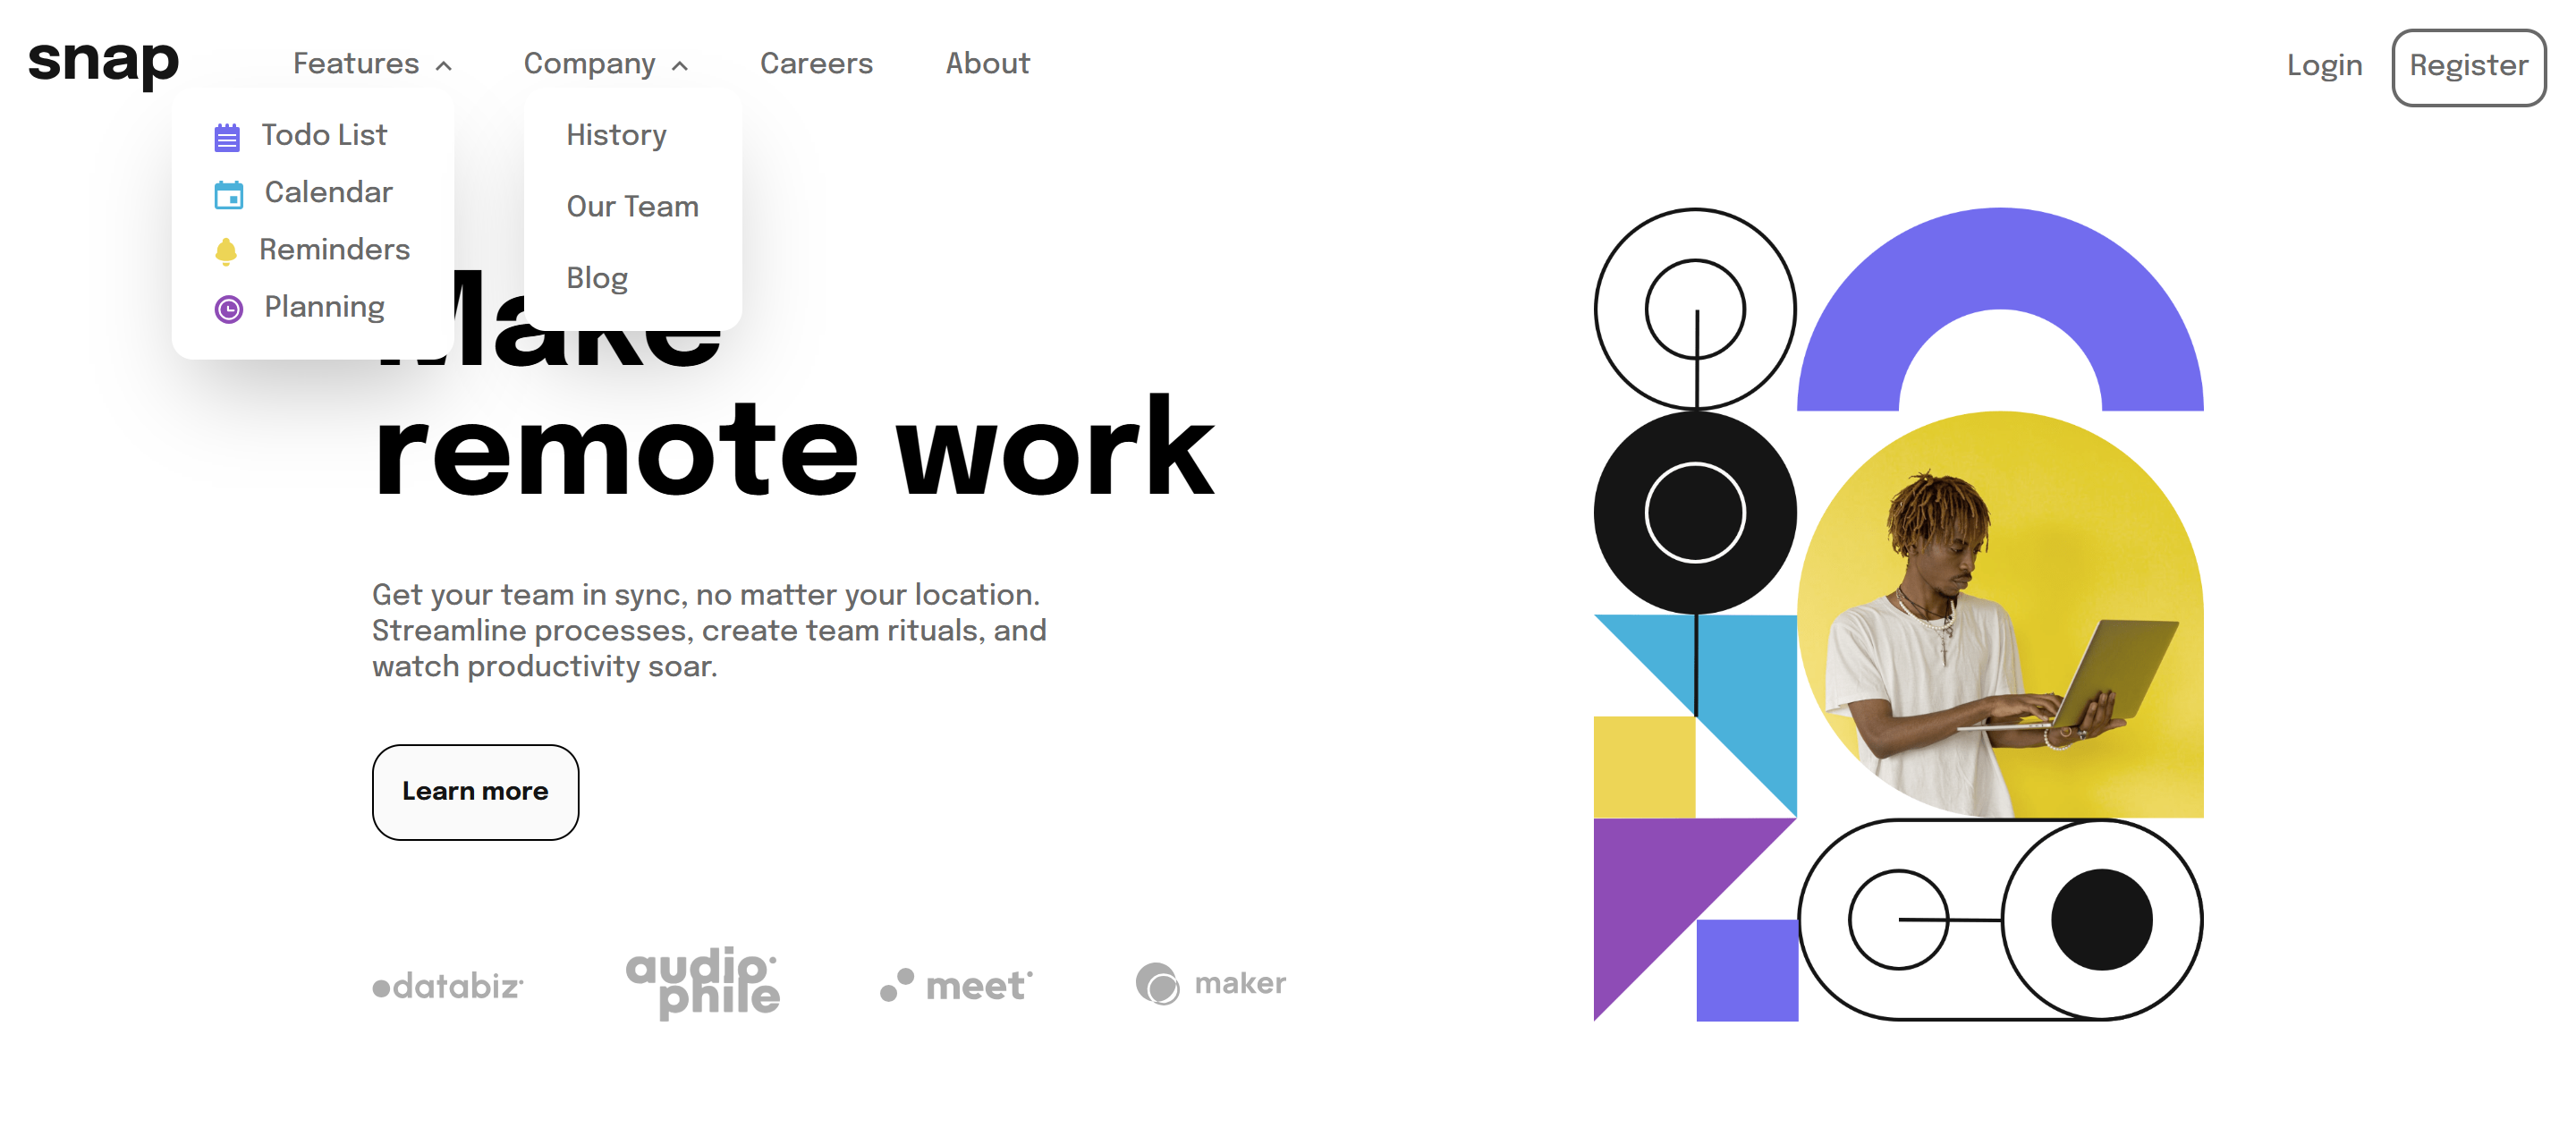 snap
Features
Company
Careers
About
Login
Register
Todo List
Calendar
Reminders
Planning
History
Our Team
Blog
Make
remote work
Get your team in sync, no matter your location.
Streamline processes, create team rituals, and
watch productivity soar.
Learn more
databiz
audio
phile
meet
maker